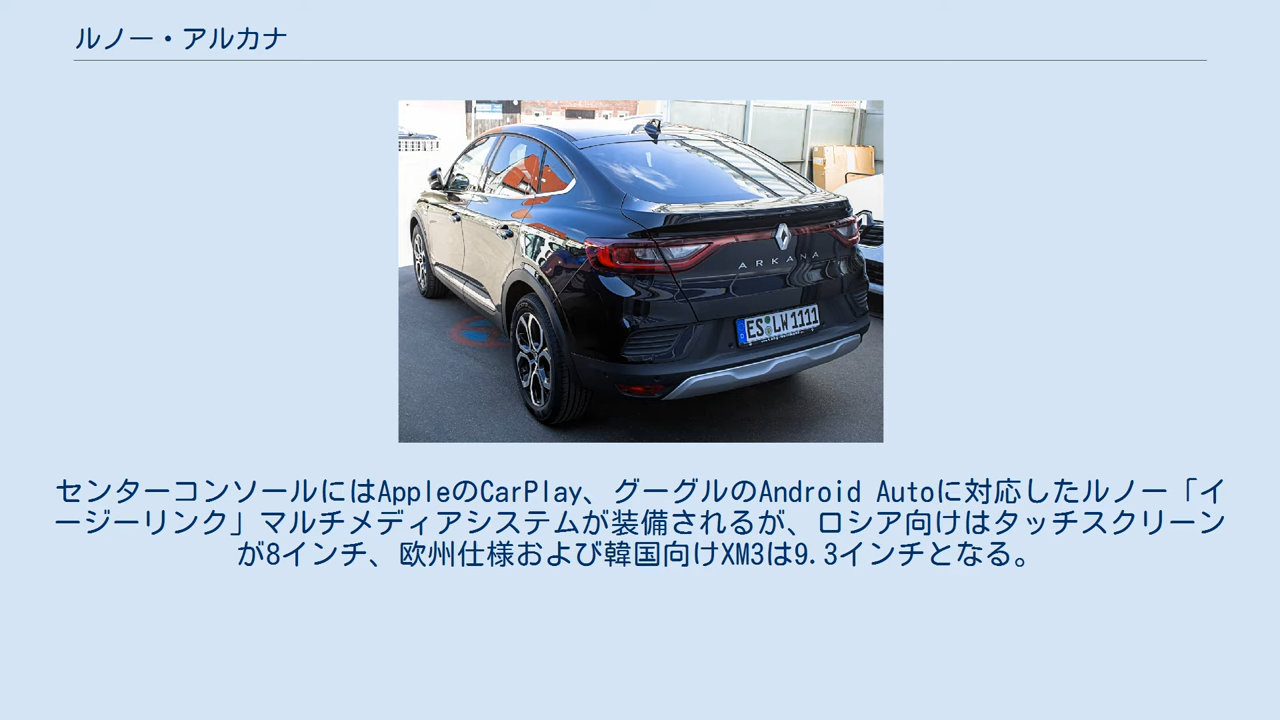 ルノー・アルカナ
ARKANA
ES LW 1111
センターコンソールにはAppleのCarPlay、グーグルのAndroid Autoに対応したルノー「イ
ージーリンク」マルチメディアシステムが装備されるが、ロシア向けはタッチスクリーン
が8インチ、欧州仕様および韓国向けXM3は9.3インチとなる。